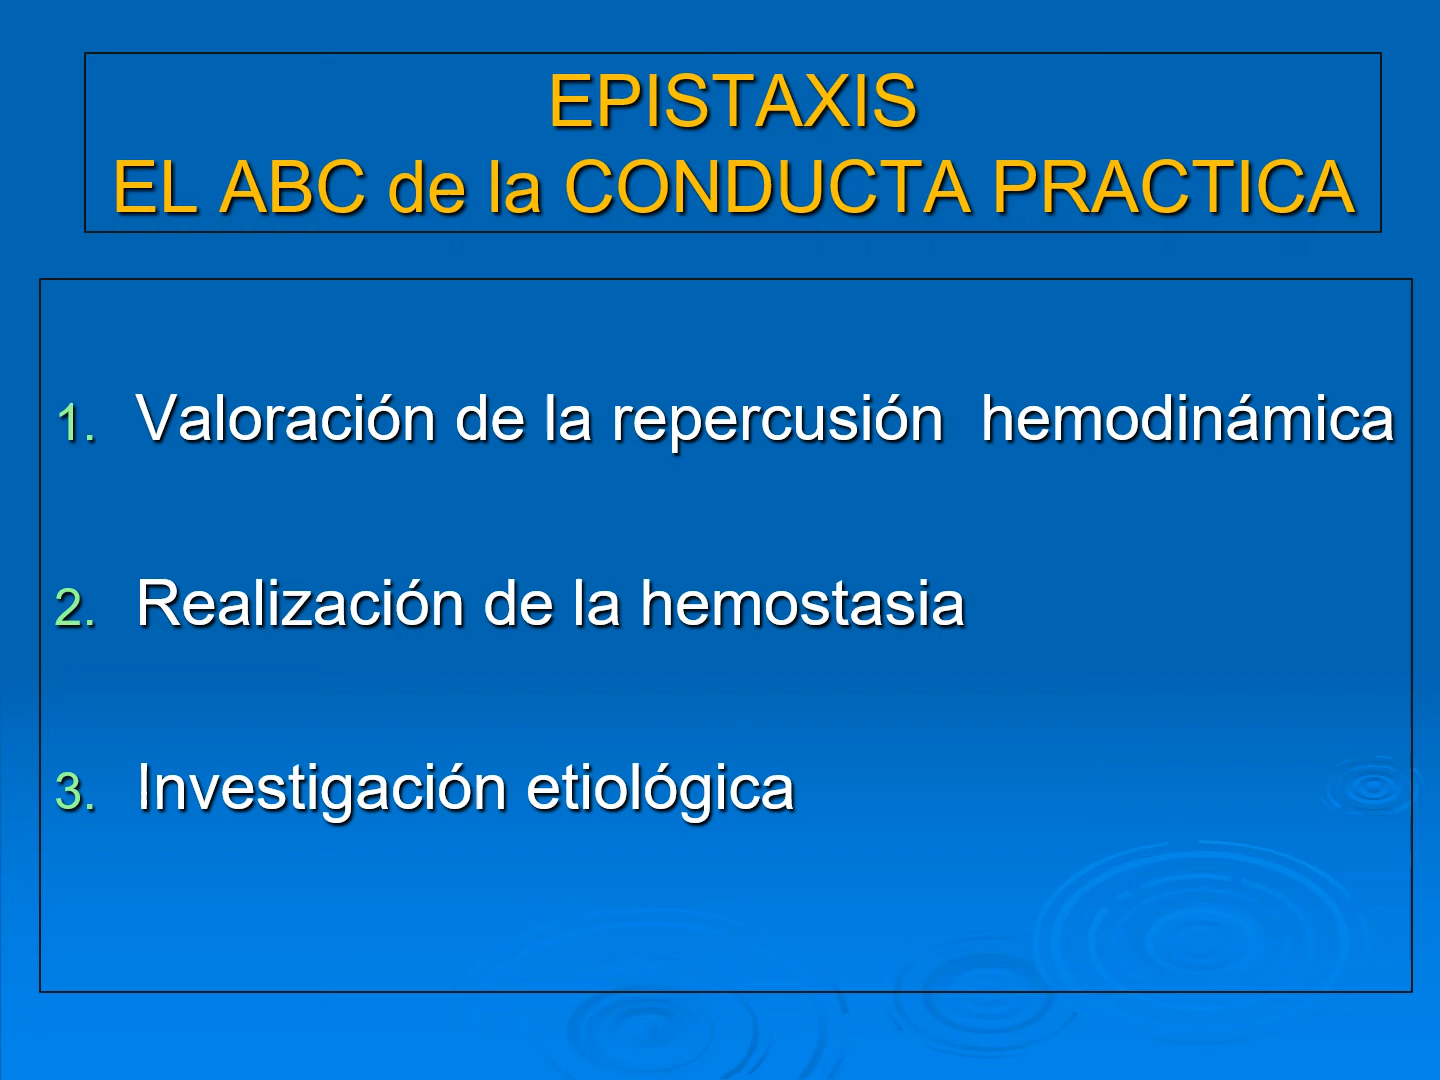 EPISTAXIS
EL ABC de la CONDUCTA PRACTICA
1. Valoración de la repercusión  hemodinámica
2. Realización de la hemostasia
3. Investigación etiológica